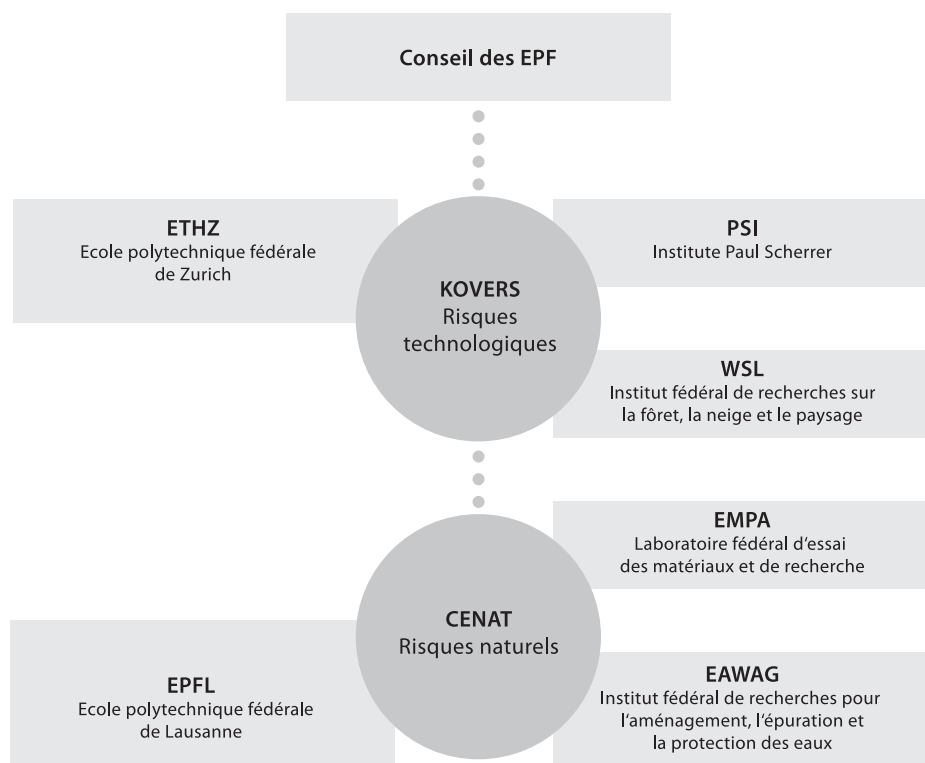 Conseil des EPF
ETHZ
Ecole polytechnique fédérale
de Zurich
PSI
Institute Paul Scherrer
KOVERS
Risques
technologiques
WSL
Institut fédéral de recherches sur
la fôret, la neige et le paysage
EMPA
Laboratoire fédéral d'essai
des matériaux et de recherche
CENAT
Risques naturels
EPFL
Ecole polytechnique fédérale
de Lausanne
EAWAG
Institut fédéral de recherches pour
l'aménagement, l'épuration et
la protection des eaux